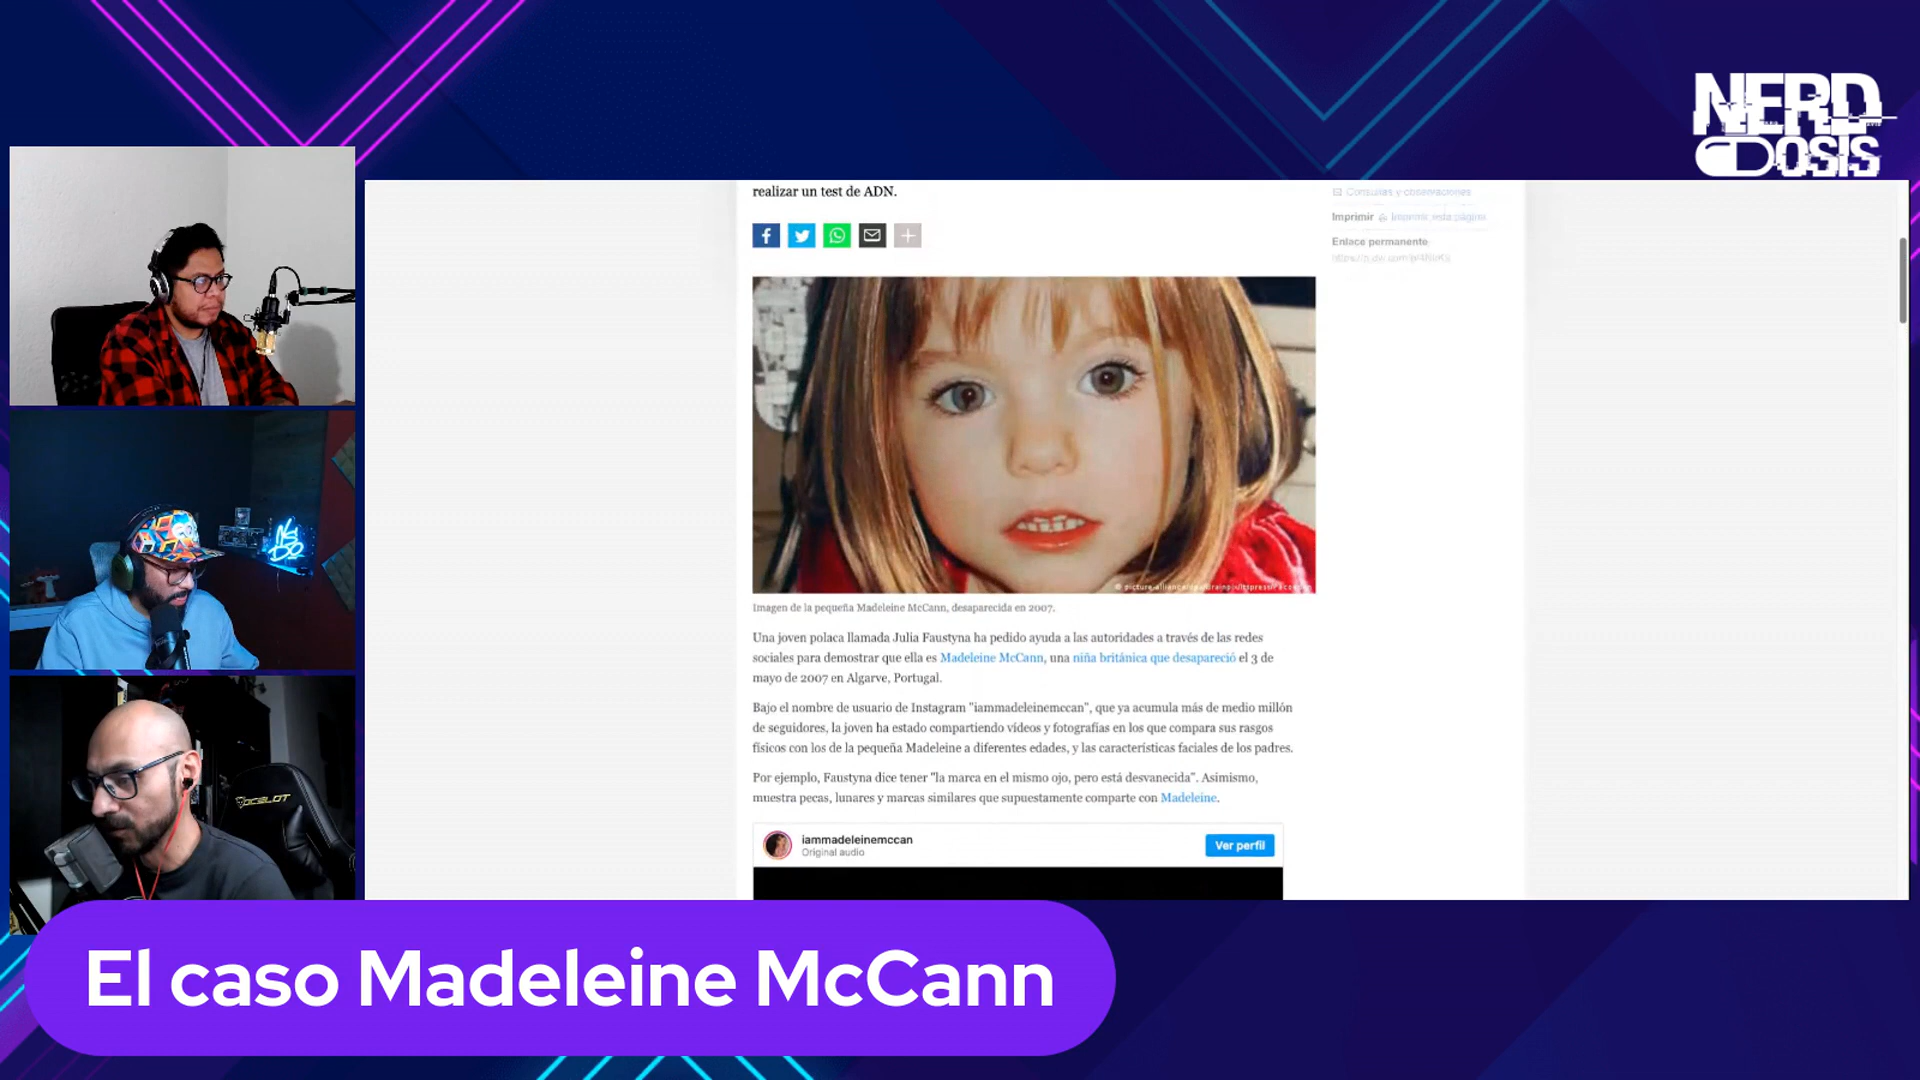 NERD
DOSIS
realizar un test de ADN.
Consultas y observaciones
Imprimir Imprimir esta página
Enlace permanente
Imagen de la pequeña Madeleine McCann, desaparecida en 2007.
Una joven polaca llamada Julia Faustyna ha pedido ayuda a las autoridades a través de las redes
sociales para demostrar que ella es Madeleine McCann, una niña británica que desapareció el 3 de
mayo de 2007 en Algarve, Portugal.
Bajo el nombre de usuario de Instagram "iammadeleinemccan", que ya acumula más de medio millón
de seguidores, la joven ha estado compartiendo vídeos y fotografías en los que compara sus rasgos
físicos con los de la pequeña Madeleine a diferentes edades, y las características faciales de los padres.
Por ejemplo, Faustyna dice tener "la marca en el mismo ojo, pero está desvanecida". Asimismo,
muestra pecas, lunares y marcas similares que supuestamente comparte con Madeleine.
iammadeleinemccan
Original audio
Ver perfil
OCELOT
El caso Madeleine McCann